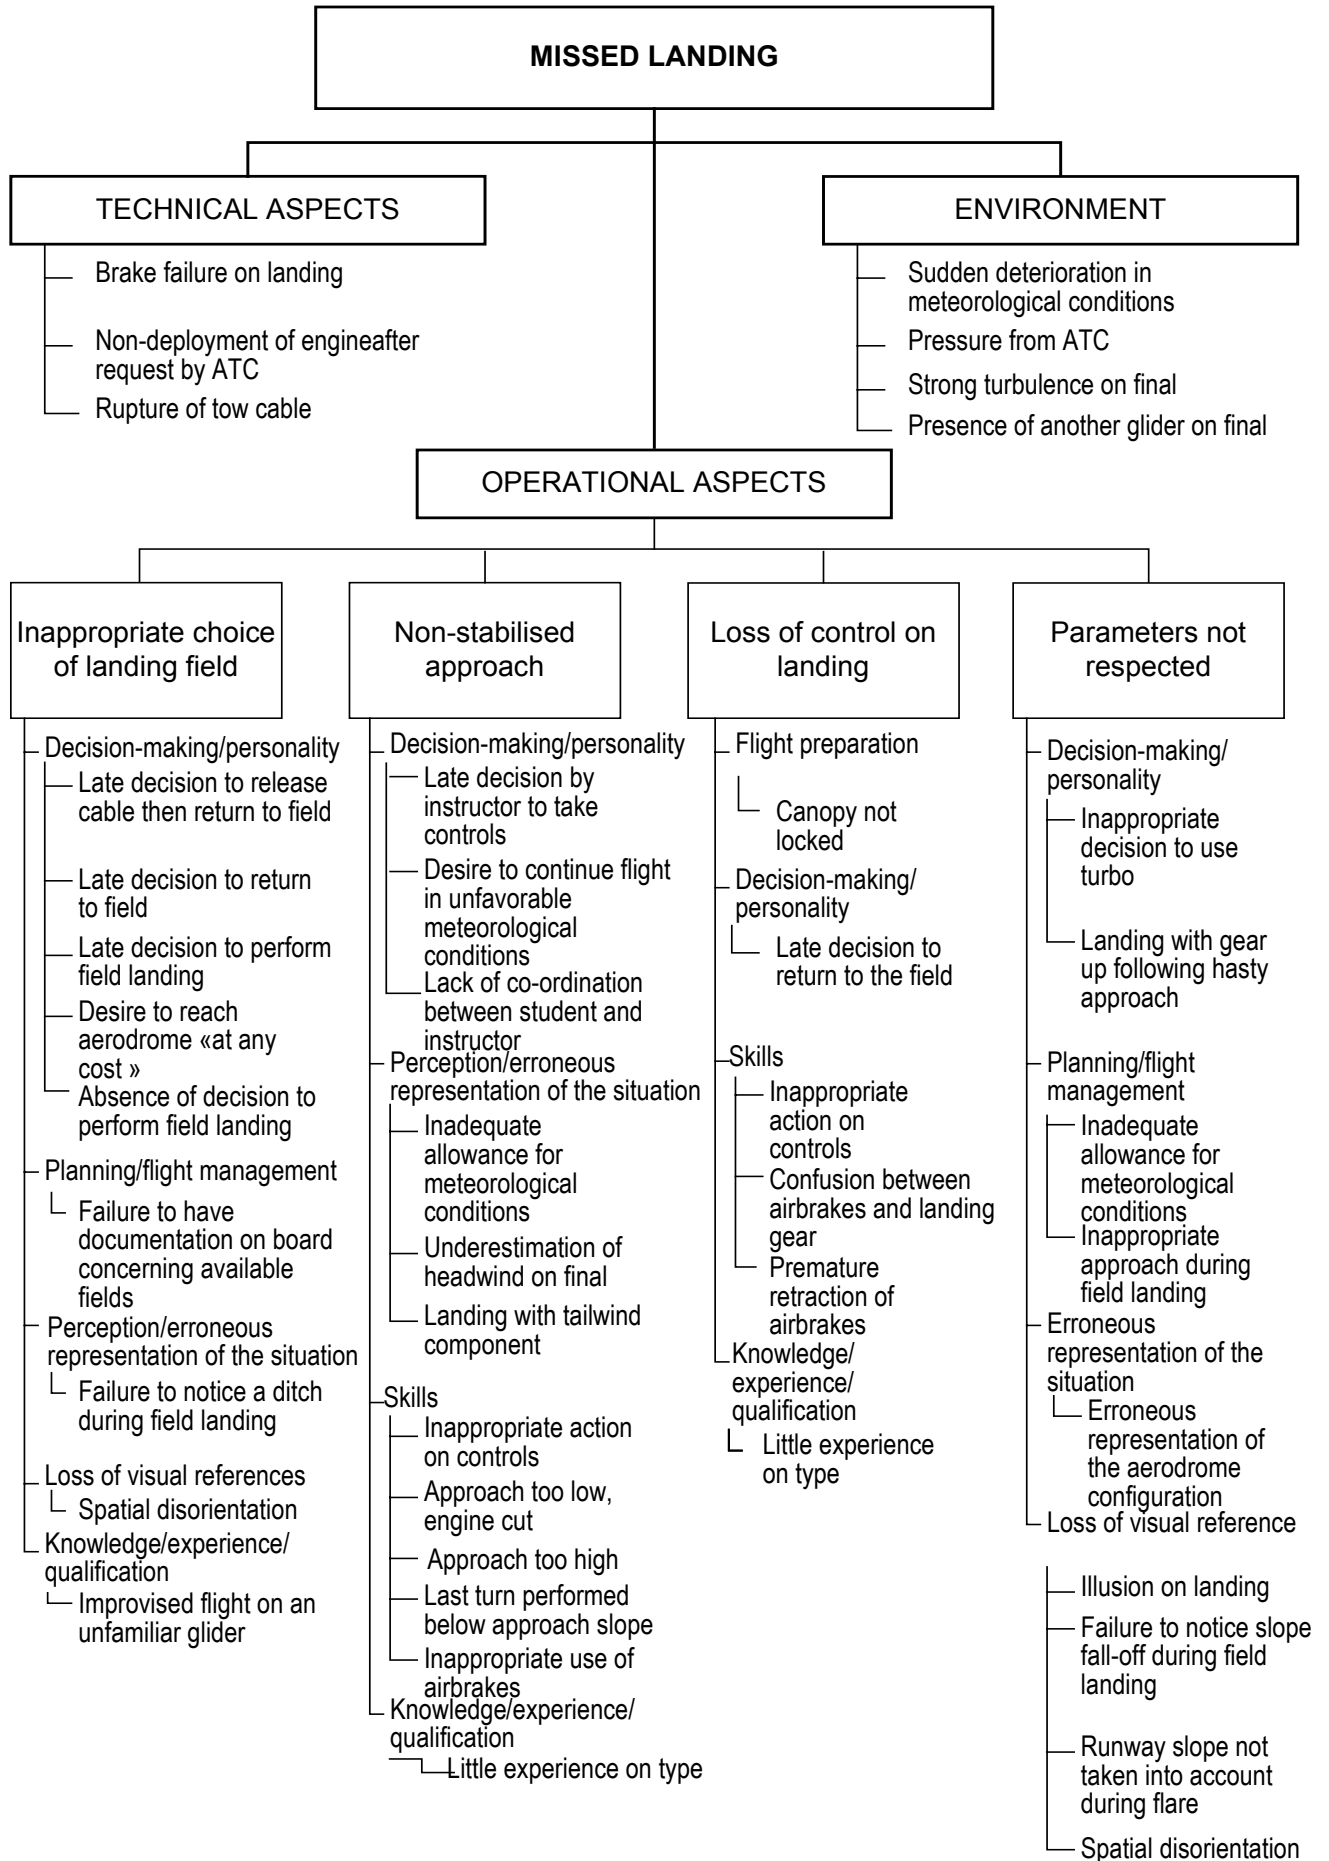 MISSED LANDING
TECHNICAL ASPECTS
Brake failure on landing
Non-deployment of engineafter
request by ATC
Rupture of tow cable
ENVIRONMENT
Sudden deterioration in
meteorological conditions
Pressure from ATC
Strong turbulence on final
Presence of another glider on final
OPERATIONAL ASPECTS
Inappropriate choice
of landing field
Decision-making/personality
Late decision to release
cable then return to field
Late decision to return
to field
Late decision to perform
field landing
Desire to reach
aerodrome «at any
cost »
Absence of decision to
perform field landing
Planning/flight management
Failure to have
documentation on board
concerning available
fields
Perception/erroneous
representation of the situation
Failure to notice a ditch
during field landing
Loss of visual references
Spatial disorientation
Knowledge/experience/
qualification
Improvised flight on an
unfamiliar glider
Non-stabilised
approach
Decision-making/personality
Late decision by
instructor to take
controls
Desire to continue flight
in unfavorable
meteorological
conditions
Lack of co-ordination
between student and
instructor
Perception/erroneous
representation of the situation
Inadequate
allowance for
meteorological
conditions
Underestimation of
headwind on final
Landing with tailwind
component
Skills
Inappropriate action
on controls
Approach too low,
engine cut
Approach too high
Last turn performed
below approach slope
Inappropriate use of
airbrakes
Knowledge/experience/
qualification
Little experience on type
Loss of control on
landing
Flight preparation
Canopy not
locked
Decision-making/
personality
Late decision to
return to the field
Skills
Inappropriate
action on
controls
Confusion between
airbrakes and landing
gear
Premature
retraction of
airbrakes
Knowledge/
experience/
qualification
Little experience
on type
Parameters not
respected
Decision-making/
personality
Inappropriate
decision to use
turbo
Landing with gear
up following hasty
approach
Planning/flight
management
Inadequate
allowance for
meteorological
conditions
Inappropriate
approach during
field landing
Erroneous
representation of the
situation
Erroneous
representation of
the aerodrome
configuration
Loss of visual reference
Illusion on landing
Failure to notice slope
fall-off during field
landing
Runway slope not
taken into account
during flare
Spatial disorientation